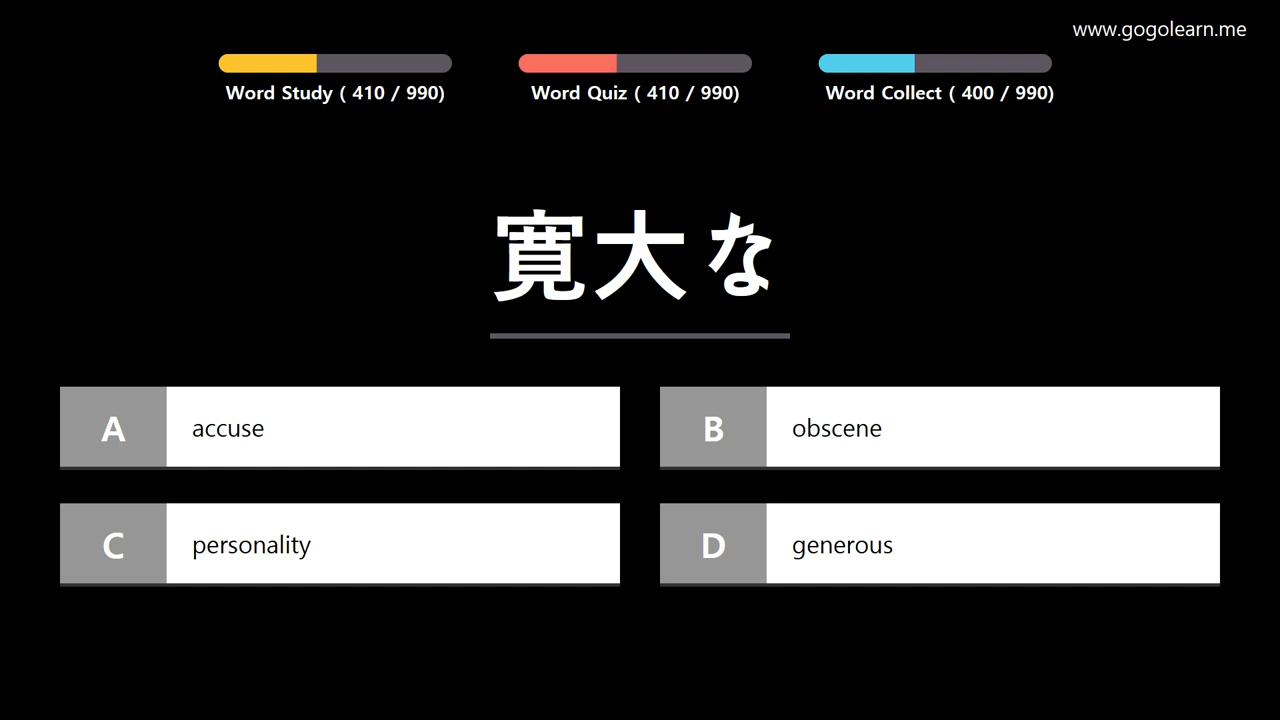 www.gogolearn.me
Word Study ( 410 / 990)
Word Quiz ( 410 / 990)
Word Collect ( 400 / 990)
寛大な
A accuse
B obscene
C personality
D generous